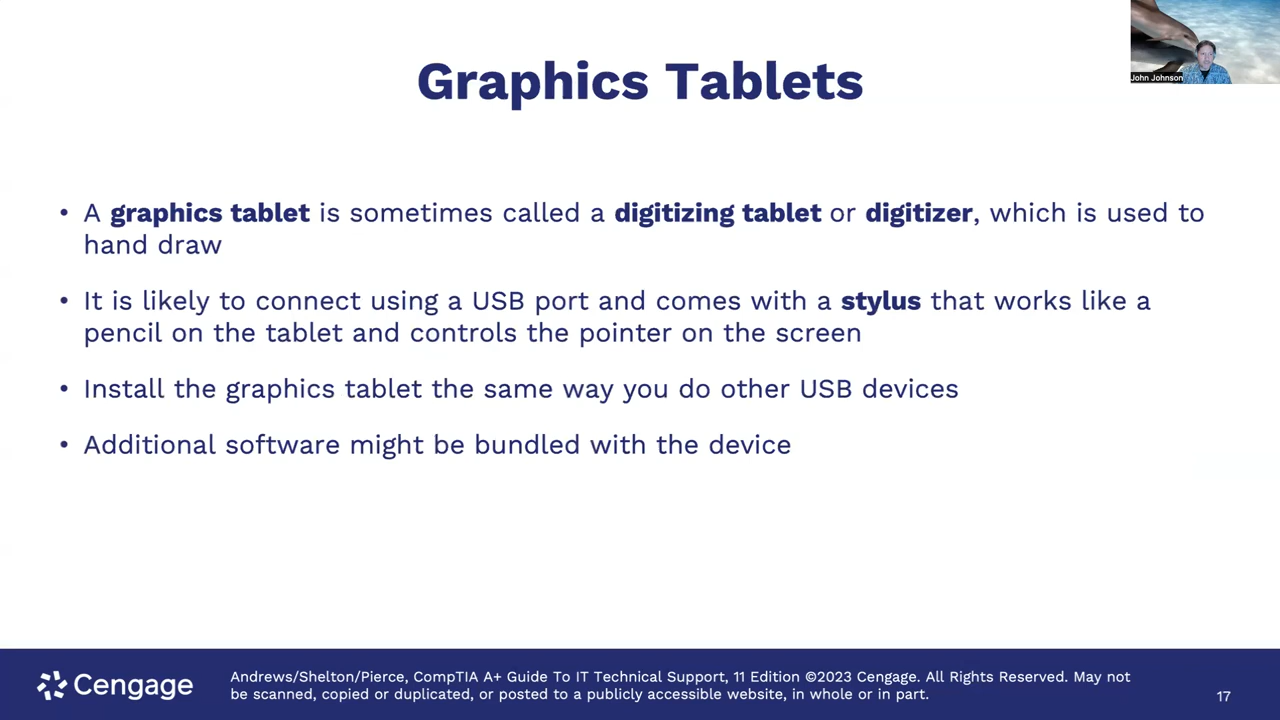 John Johnson
Graphics Tablets
• A graphics tablet is sometimes called a digitizing tablet or digitizer, which is used to
hand draw
• It is likely to connect using a USB port and comes with a stylus that works like a
pencil on the tablet and controls the pointer on the screen
• Install the graphics tablet the same way you do other USB devices
• Additional software might be bundled with the device
Cengage
Andrews/Shelton/Pierce, CompTIA A+ Guide To IT Technical Support, 11 Edition ©2023 Cengage. All Rights Reserved. May not
be scanned, copied or duplicated, or posted to a publicly accessible website, in whole or in part.
17